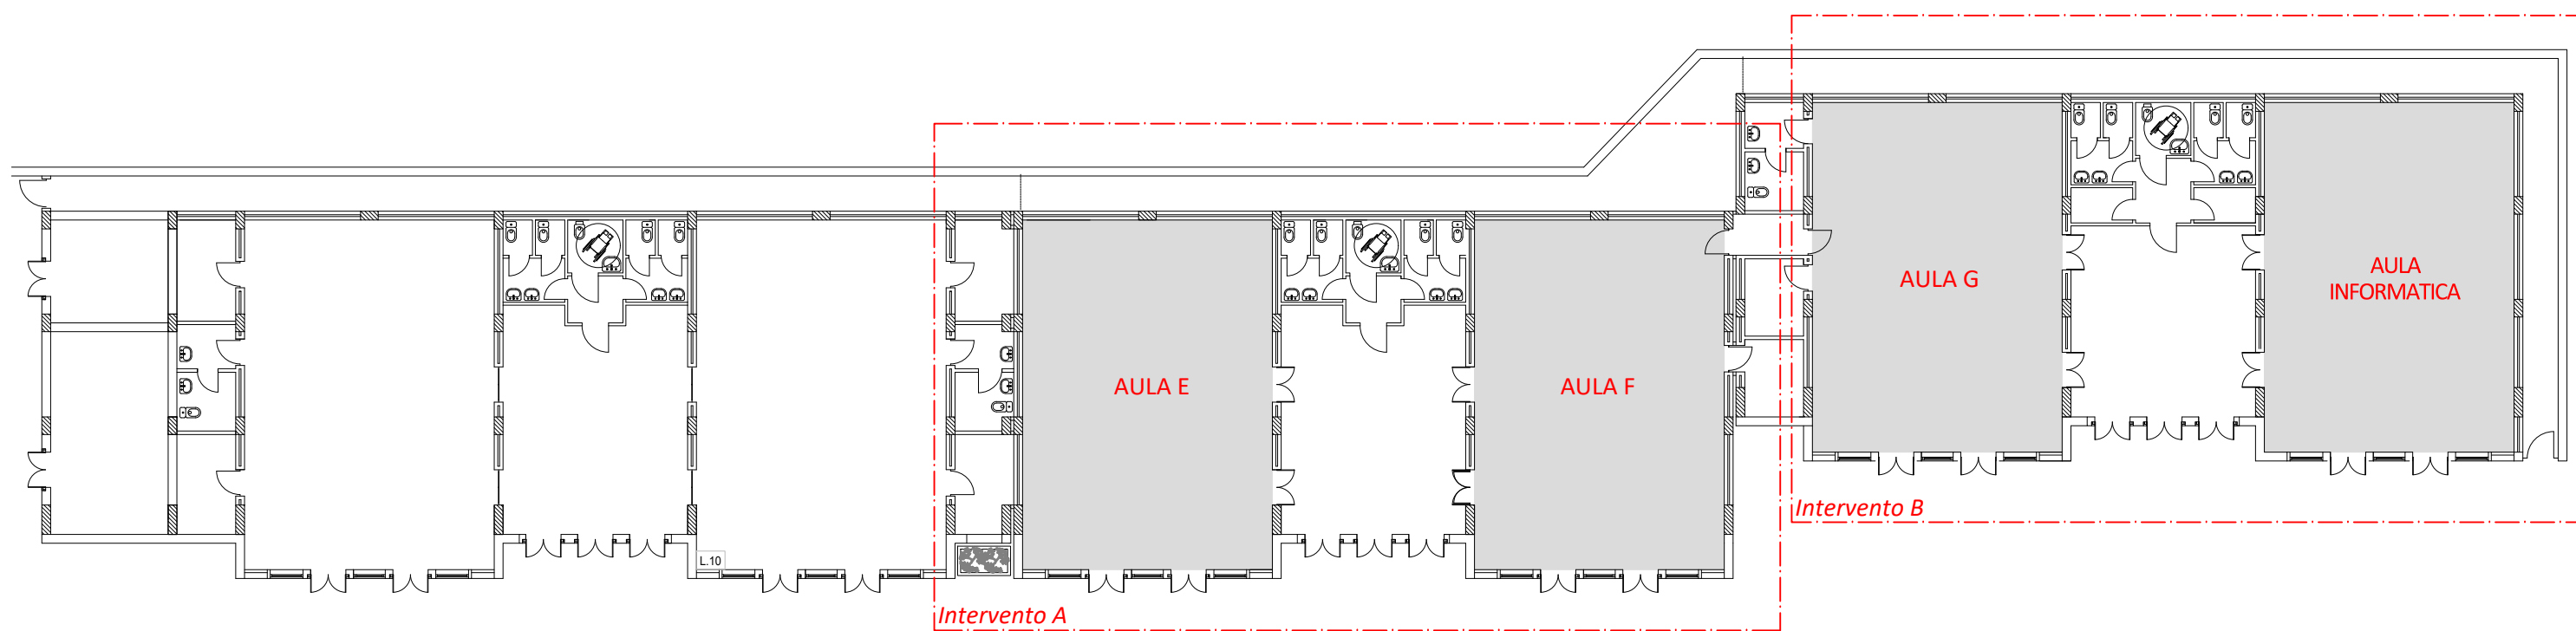 AULA G
AULA
INFORMATICA
AULA E
AULA F
Intervento B
L.10
Intervento A